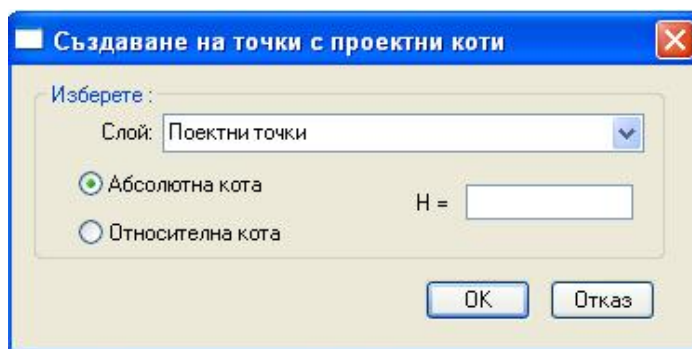 Създаване на точки с проектни коти
Изберете :
Слой: Поектни точки
Абсолютна кота
H =
Относителна кота
OK Отказ